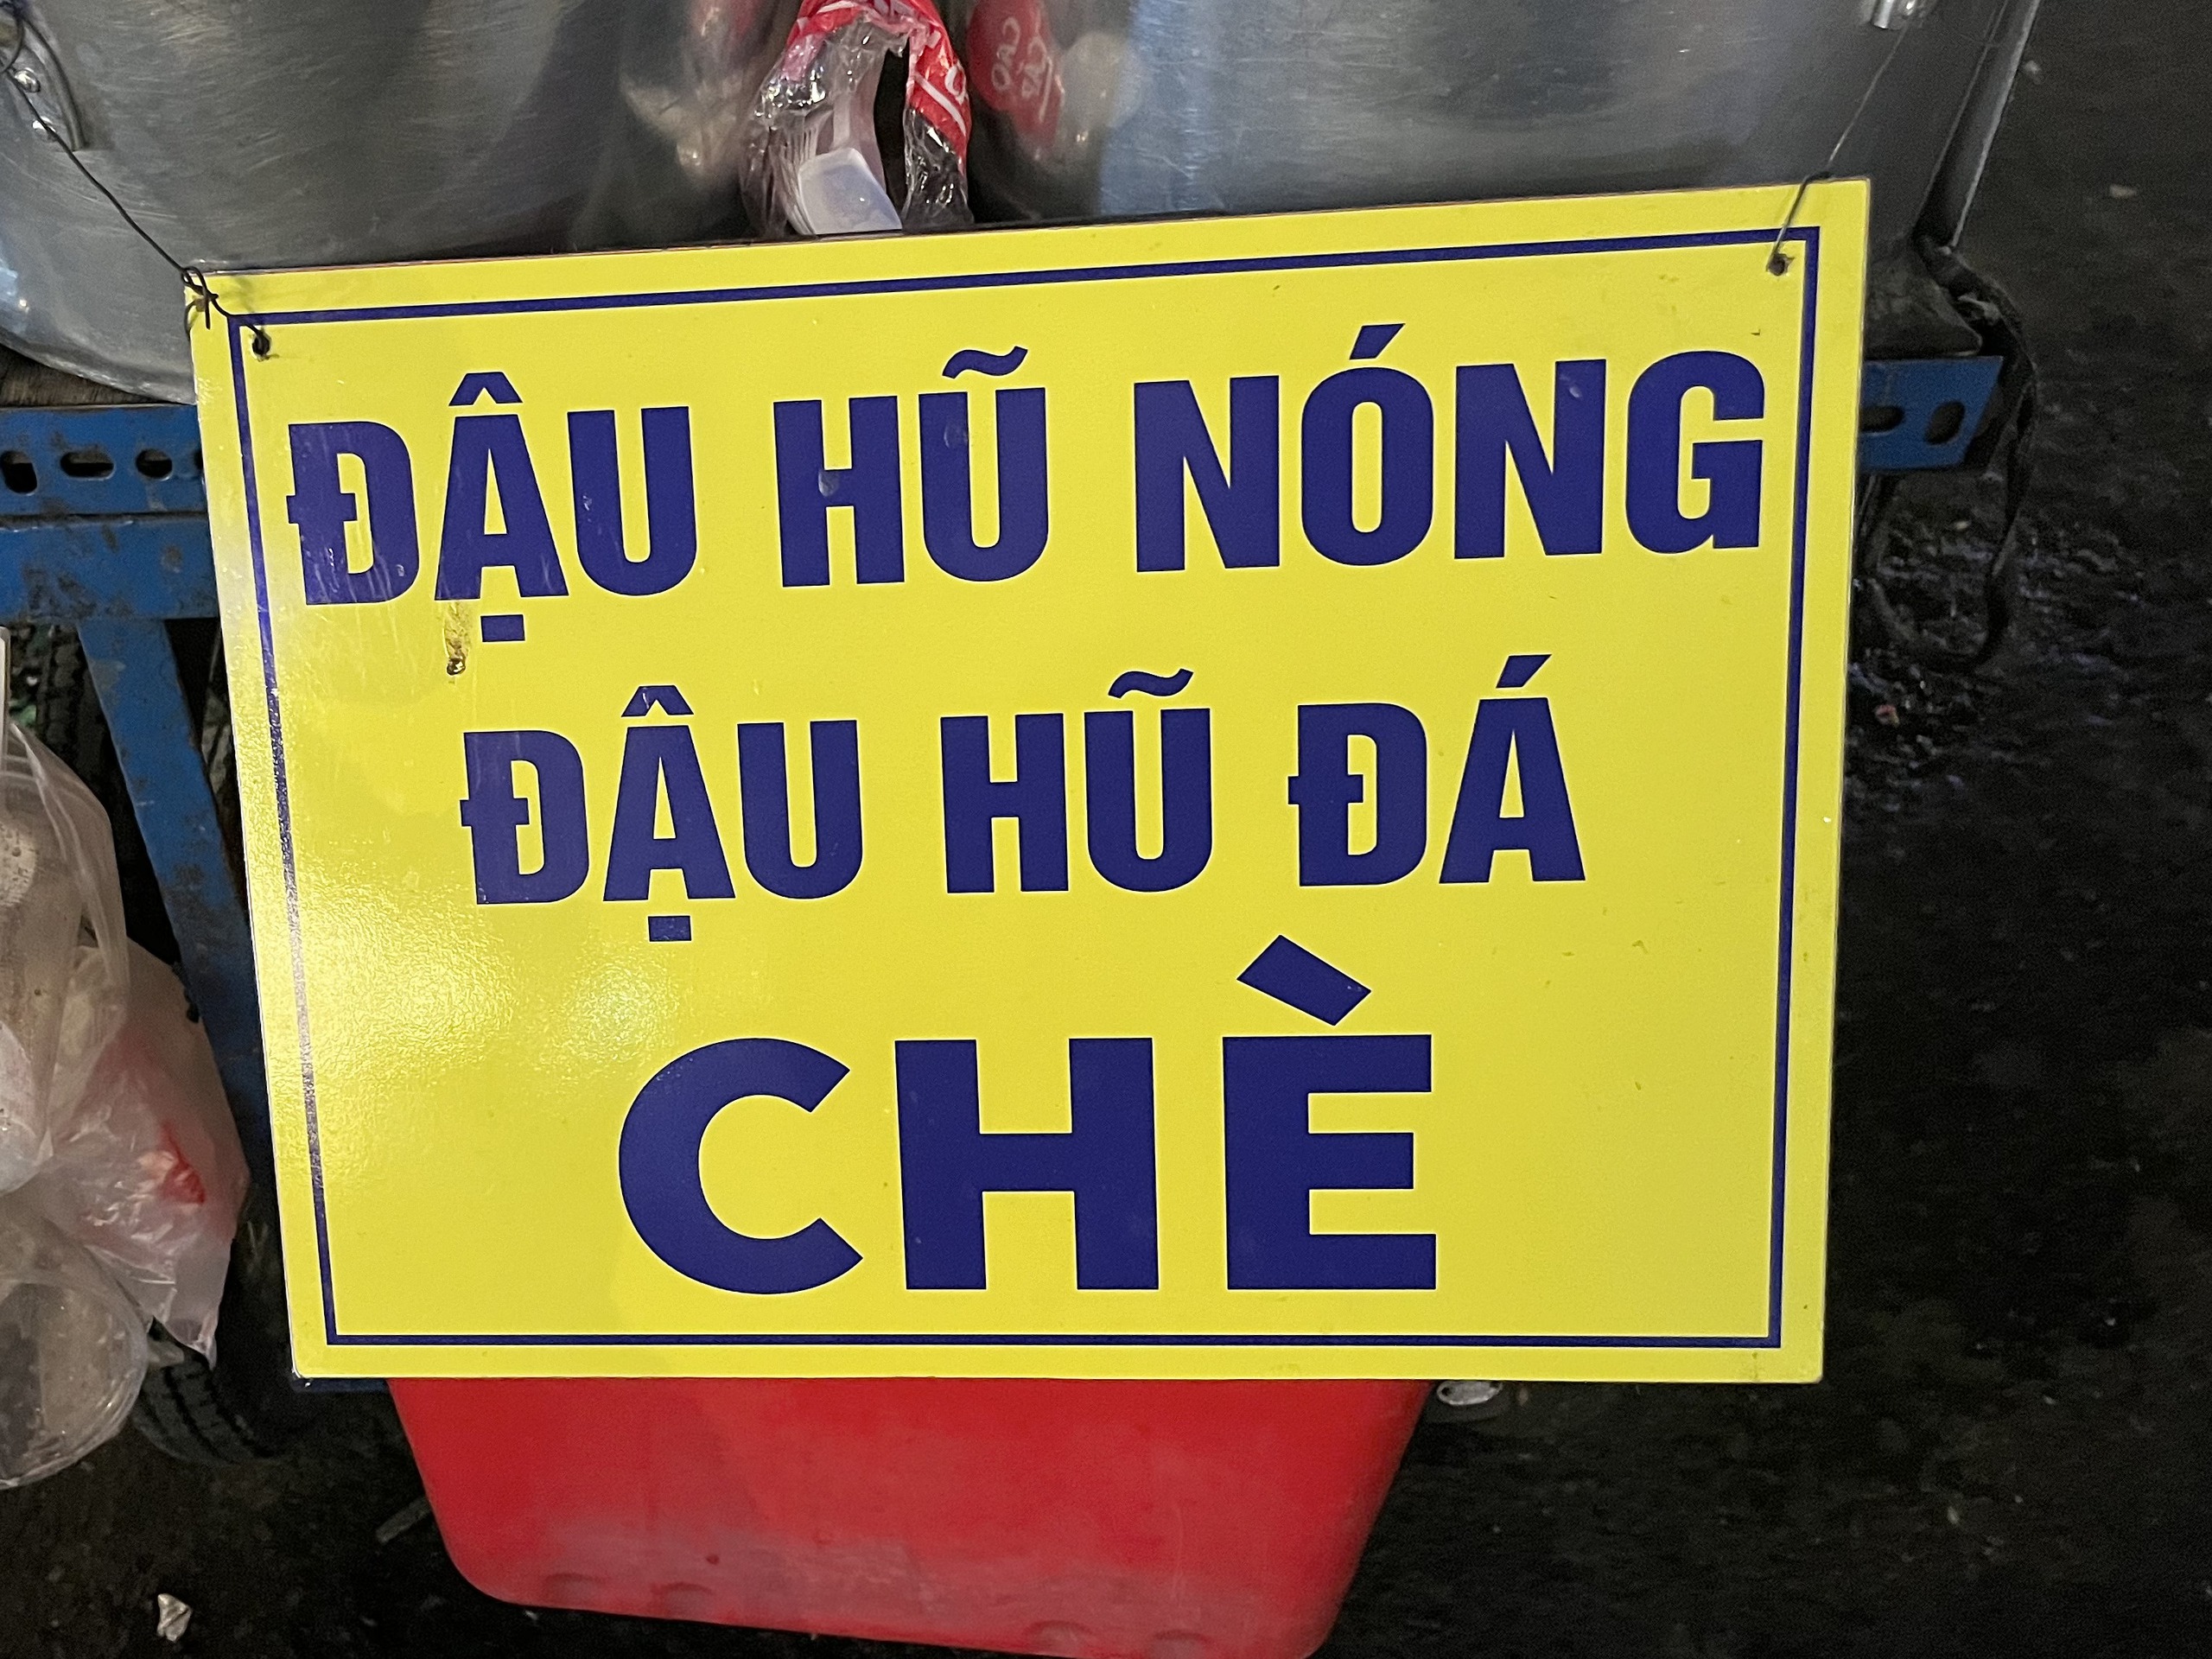 ĐẬU HŨ NÓNG
ĐẬU HŨ ĐÁ
CHÈ